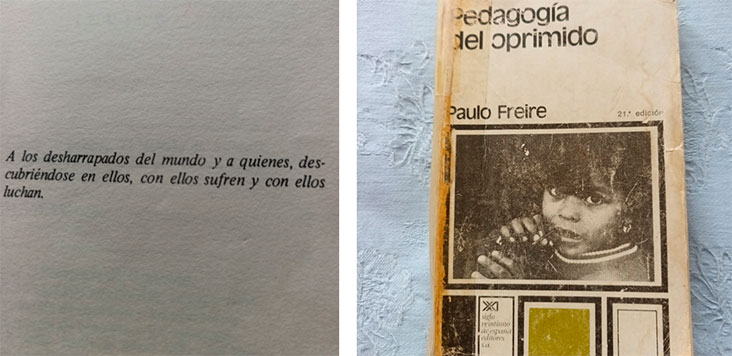 A los desharrapados del mundo y a quienes, des-
cubriéndose en ellos, con ellos sufren y con ellos
luchan.
Pedagogía
del oprimido
Paulo Freire
21.ª edición
XXI
siglo
veintiuno
de españa
editores
s.a.